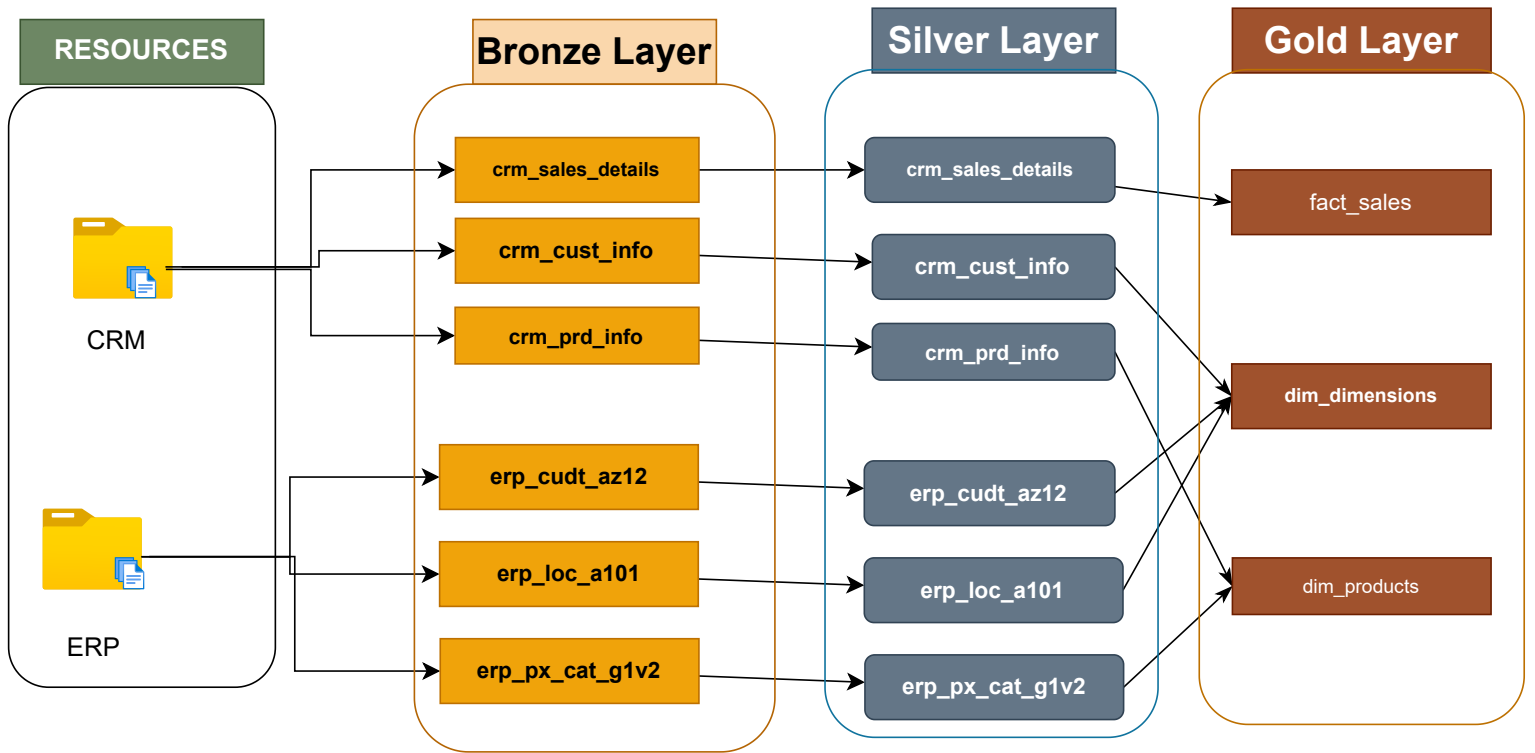 RESOURCES
Bronze Layer
Silver Layer
Gold Layer
CRM
ERP
crm_sales_details
crm_cust_info
crm_prd_info
erp_cudt_az12
erp_loc_a101
erp_px_cat_g1v2
crm_sales_details
crm_cust_info
crm_prd_info
erp_cudt_az12
erp_loc_a101
erp_px_cat_g1v2
fact_sales
dim_dimensions
dim_products